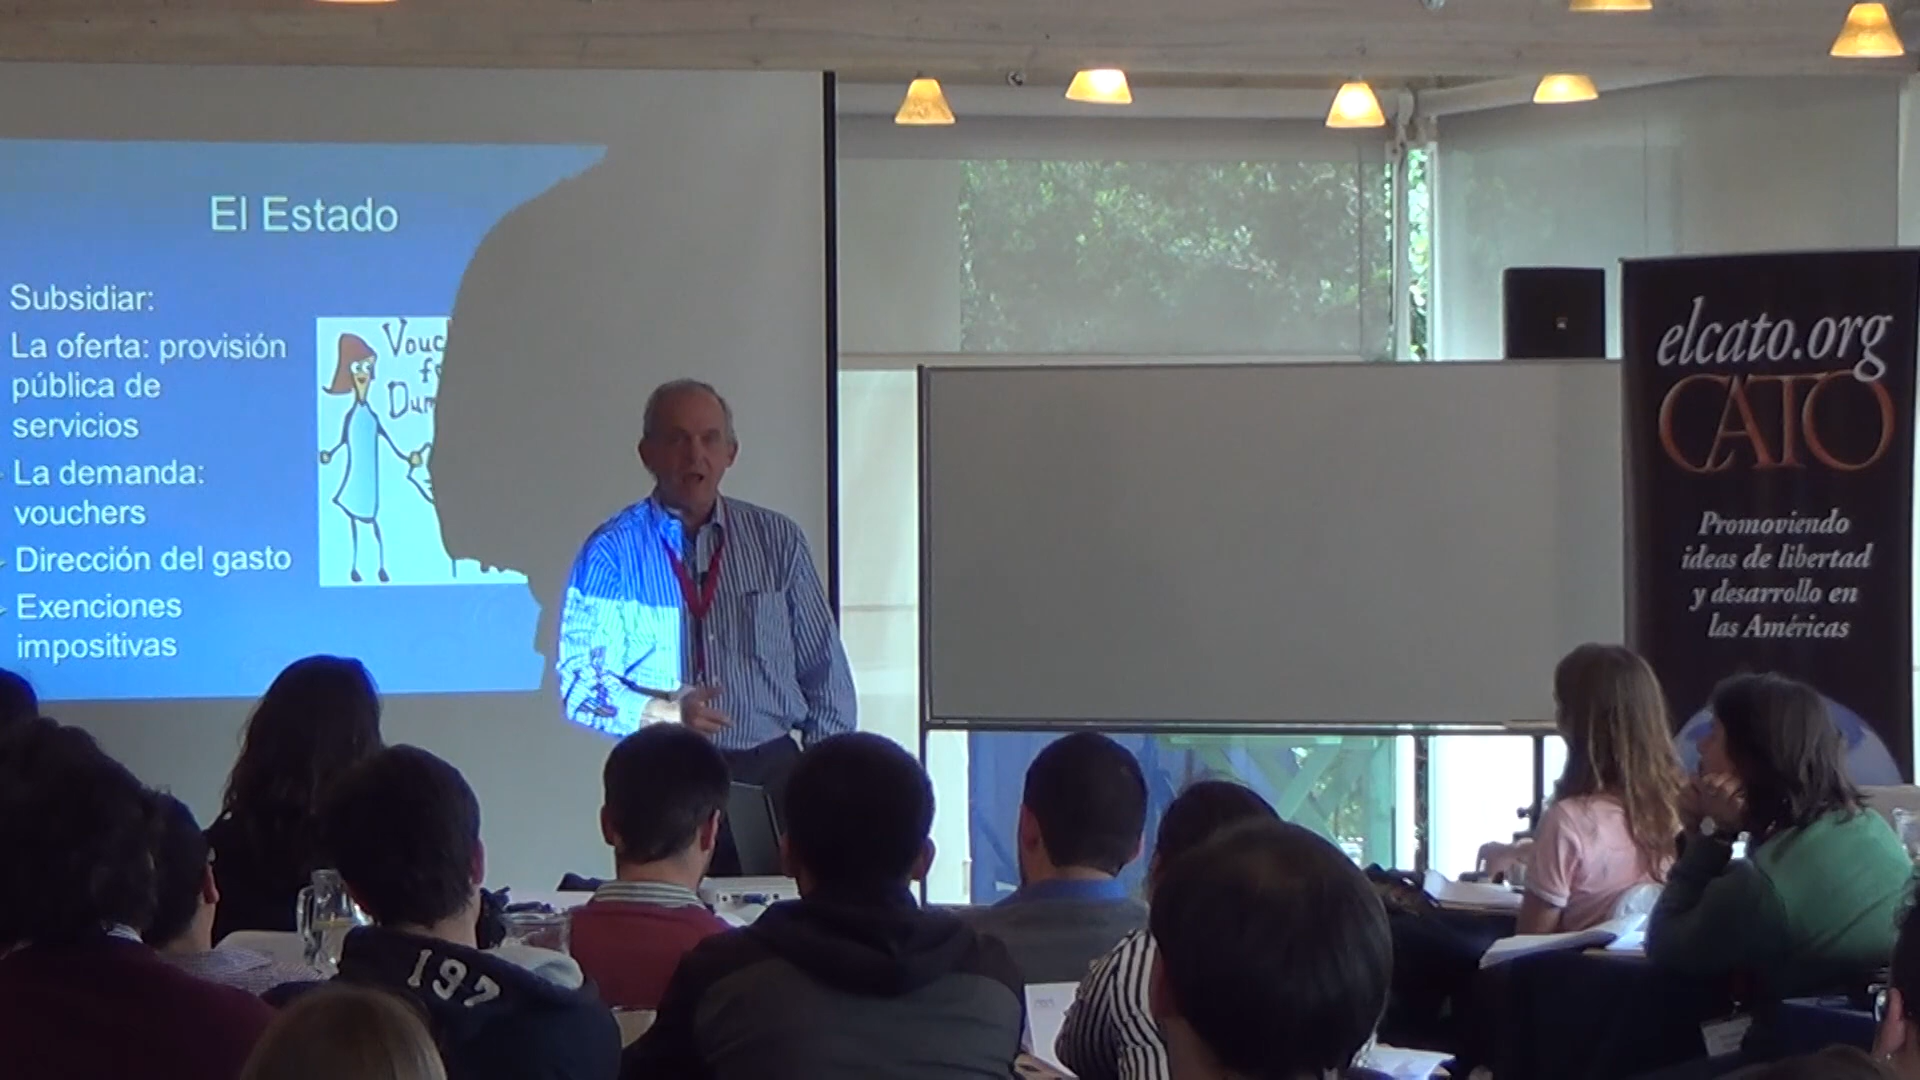 El Estado
Subsidiar:
La oferta: provisión
pública de
servicios
La demanda:
vouchers
Dirección del gasto
Exenciones
impositivas
elcato.org
CATO
Promoviendo
ideas de libertad
y desarrollo en
las Américas
197